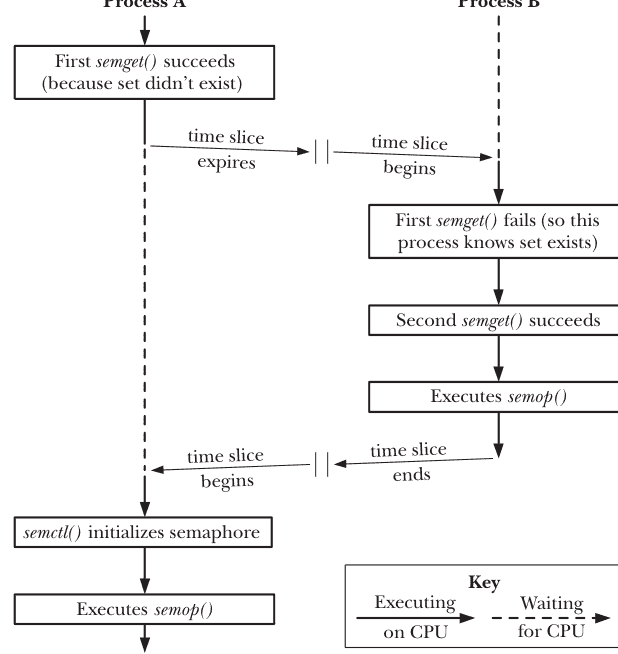 Process A
Process B
First semget() succeeds
(because set didn’t exist)
time slice
expires
time slice
begins
First semget() fails (so this
process knows set exists)
Second semget() succeeds
Executes semop()
time slice
begins
time slice
ends
semctl() initializes semaphore
Executes semop()
Key
Executing
on CPU
Waiting
for CPU